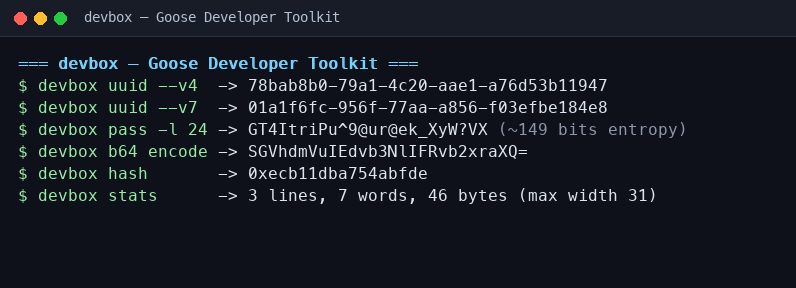 devbox — Goose Developer Toolkit
=== devbox — Goose Developer Toolkit ===
$ devbox uuid --v4  -> 78bab8b0-79a1-4c20-aae1-a76d53b11947
$ devbox uuid --v7  -> 01a1f6fc-956f-77aa-a856-f03efbe184e8
$ devbox pass -l 24 -> GT4ItriPu^9@ur@ek_XyW?VX (~149 bits entropy)
$ devbox b64 encode -> SGVhdmVuIEdvb3NlIFRvb2xraXQ=
$ devbox hash       -> 0xecb11dba754abfde
$ devbox stats      -> 3 lines, 7 words, 46 bytes (max width 31)